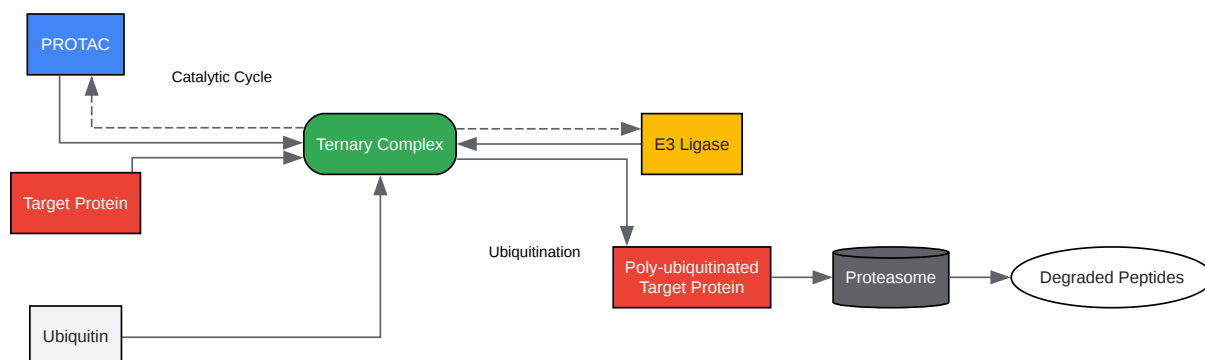 PROTAC
Catalytic Cycle
Ternary Complex
E3 Ligase
Target Protein
Ubiquitination
Poly-ubiquitinated
Target Protein
Proteasome
Degraded Peptides
Ubiquitin